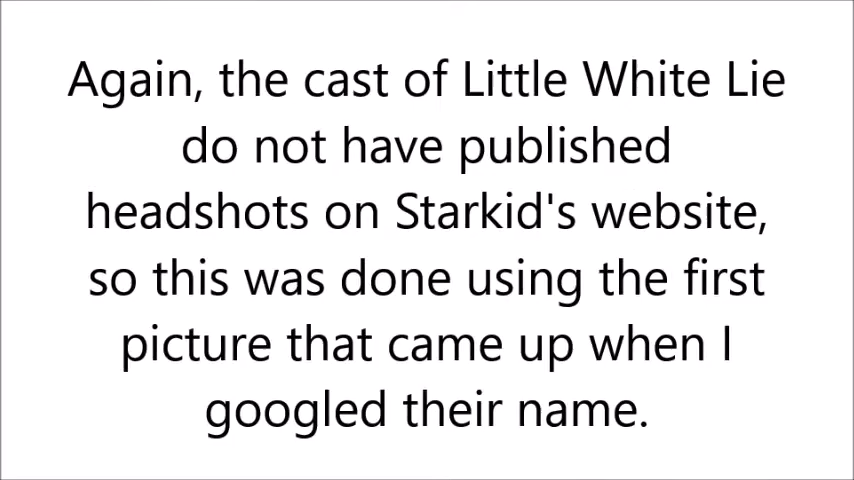 Again, the cast of Little White Lie
do not have published
headshots on Starkid's website,
so this was done using the first
picture that came up when I
googled their name.